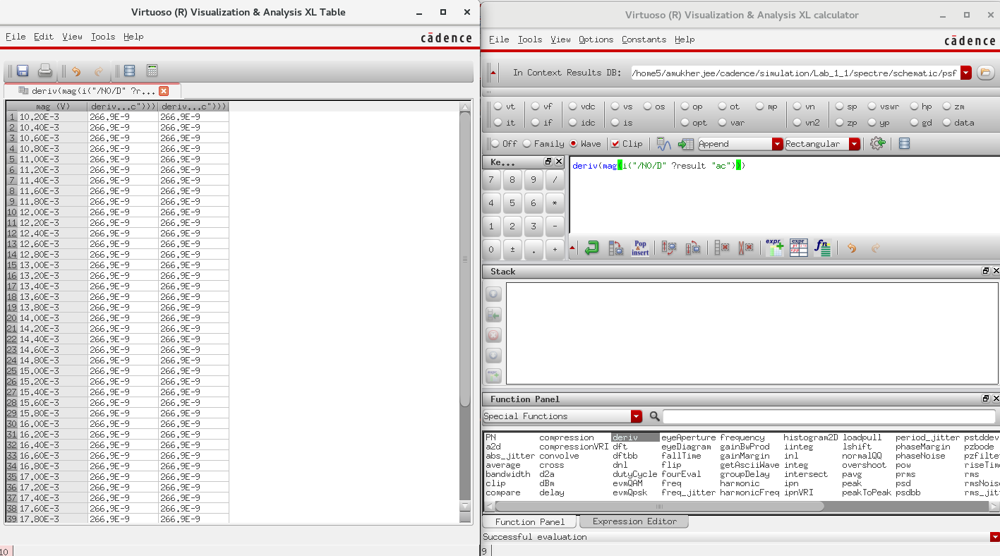 Virtuoso (R) Visualization & Analysis XL Table
File Edit View Tools Help
cādence
deriv(mag(i("/NO/D" ?r...
mag (V) deriv...c"))) deriv...c")))
1 10.20E-3 266.9E-9 266.9E-9
2 10.40E-3 266.9E-9 266.9E-9
3 10.60E-3 266.9E-9 266.9E-9
4 10.80E-3 266.9E-9 266.9E-9
5 11.00E-3 266.9E-9 266.9E-9
6 11.20E-3 266.9E-9 266.9E-9
7 11.40E-3 266.9E-9 266.9E-9
8 11.60E-3 266.9E-9 266.9E-9
9 11.80E-3 266.9E-9 266.9E-9
10 12.00E-3 266.9E-9 266.9E-9
11 12.20E-3 266.9E-9 266.9E-9
12 12.40E-3 266.9E-9 266.9E-9
13 12.60E-3 266.9E-9 266.9E-9
14 12.80E-3 266.9E-9 266.9E-9
15 13.00E-3 266.9E-9 266.9E-9
16 13.20E-3 266.9E-9 266.9E-9
17 13.40E-3 266.9E-9 266.9E-9
18 13.60E-3 266.9E-9 266.9E-9
19 13.80E-3 266.9E-9 266.9E-9
20 14.00E-3 266.9E-9 266.9E-9
21 14.20E-3 266.9E-9 266.9E-9
22 14.40E-3 266.9E-9 266.9E-9
23 14.60E-3 266.9E-9 266.9E-9
24 14.80E-3 266.9E-9 266.9E-9
25 15.00E-3 266.9E-9 266.9E-9
26 15.20E-3 266.9E-9 266.9E-9
27 15.40E-3 266.9E-9 266.9E-9
28 15.60E-3 266.9E-9 266.9E-9
29 15.80E-3 266.9E-9 266.9E-9
30 16.00E-3 266.9E-9 266.9E-9
31 16.20E-3 266.9E-9 266.9E-9
32 16.40E-3 266.9E-9 266.9E-9
33 16.60E-3 266.9E-9 266.9E-9
34 16.80E-3 266.9E-9 266.9E-9
35 17.00E-3 266.9E-9 266.9E-9
36 17.20E-3 266.9E-9 266.9E-9
37 17.40E-3 266.9E-9 266.9E-9
38 17.60E-3 266.9E-9 266.9E-9
39 17.80E-3 266.9E-9 266.9E-9
10
Virtuoso (R) Visualization & Analysis XL calculator
File Tools View Options Constants Help
cādence
In Context Results DB: /home5/amukherjee/cadence/simulation/Lab_1_1/spectre/schematic/psf
vt vf vdc vs os op ot mp vn sp vswr hp zm
it if idc is opt var vn2 zp yp gd data
Off Family Wave Clip Append Rectangular
Ke...
7 8 9 /
4 5 6 *
1 2 3 -
0 ± . +
deriv(mag(i("/NO/D" ?result "ac")))
Pop & insert
expr
expr
fn
Stack
expr
Function Panel
Special Functions
PN compression deriv eyeAperture frequency histogram2D loadpull period_jitter pstddev
a2d compressionVRI dft eyeDiagram gainBwProd iinteg lshift phaseMargin pzbode
abs_jitter convolve dftbb fallTime gainMargin inl normalQQ phaseNoise pzfilte
average cross dnl flip getAsciiWave integ overshoot pow riseTim
bandwidth d2a dutyCycle fourEval groupDelay intersect pavg prms rms
clip dBm evmQAM freq harmonic ipn peak psd rmsNois
compare delay evmQpsk freq_jitter harmonicFreq ipnVRI peakToPeak psdbb rms_jit
Function Panel Expression Editor
Successful evaluation
9